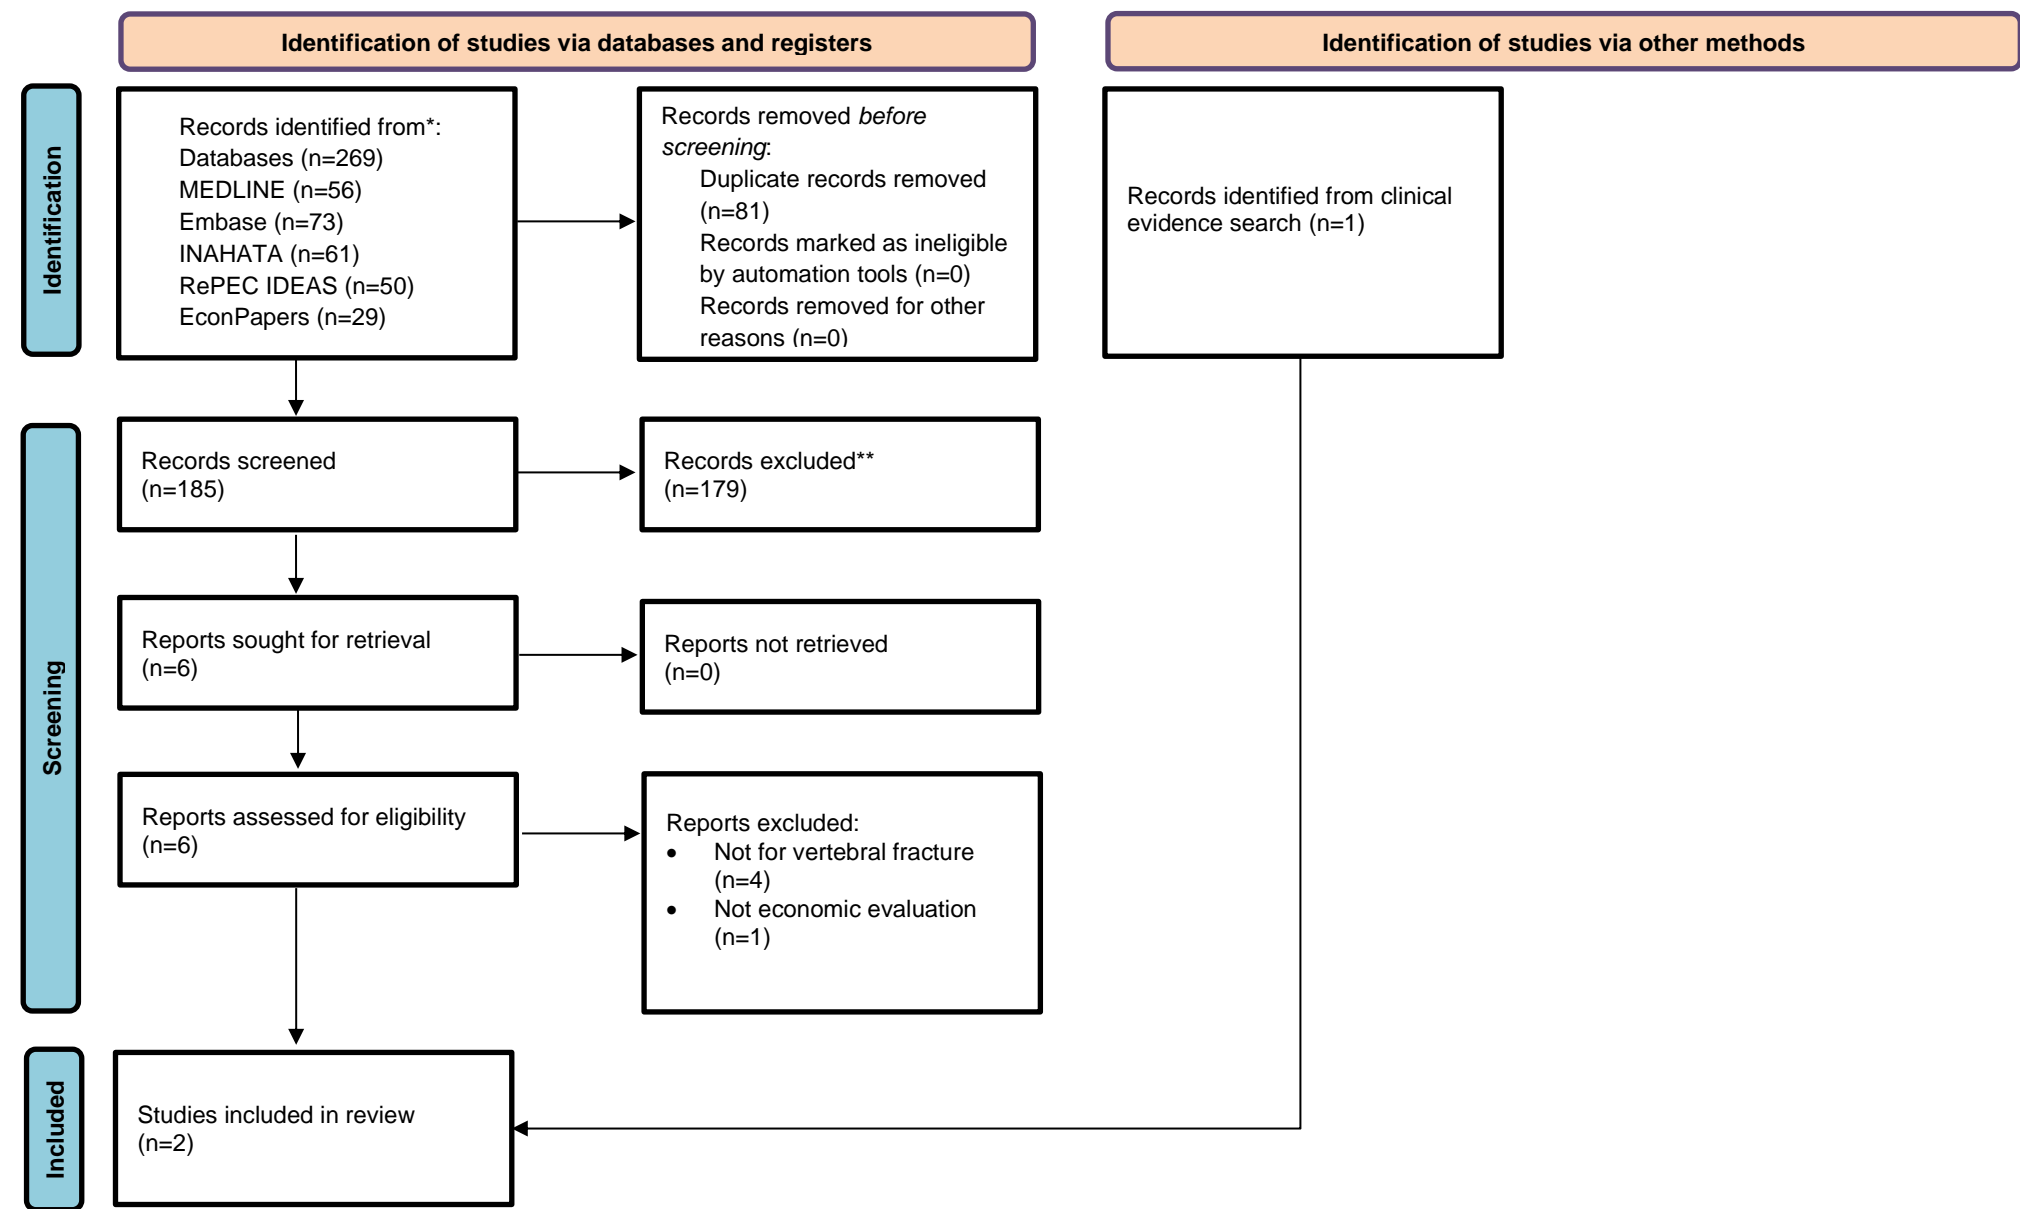 Identification of studies via databases and registers
Identification of studies via other methods
Identification
Records identified from*:
Databases (n=269)
MEDLINE (n=56)
Embase (n=73)
INAHATA (n=61)
RePEC IDEAS (n=50)
EconPapers (n=29)
Records removed before
screening:
Duplicate records removed
(n=81)
Records marked as ineligible
by automation tools (n=0)
Records removed for other
reasons (n=0)
Records identified from clinical
evidence search (n=1)
Screening
Records screened
(n=185)
Records excluded**
(n=179)
Reports sought for retrieval
(n=6)
Reports not retrieved
(n=0)
Reports assessed for eligibility
(n=6)
Reports excluded:
• Not for vertebral fracture
(n=4)
• Not economic evaluation
(n=1)
Included
Studies included in review
(n=2)